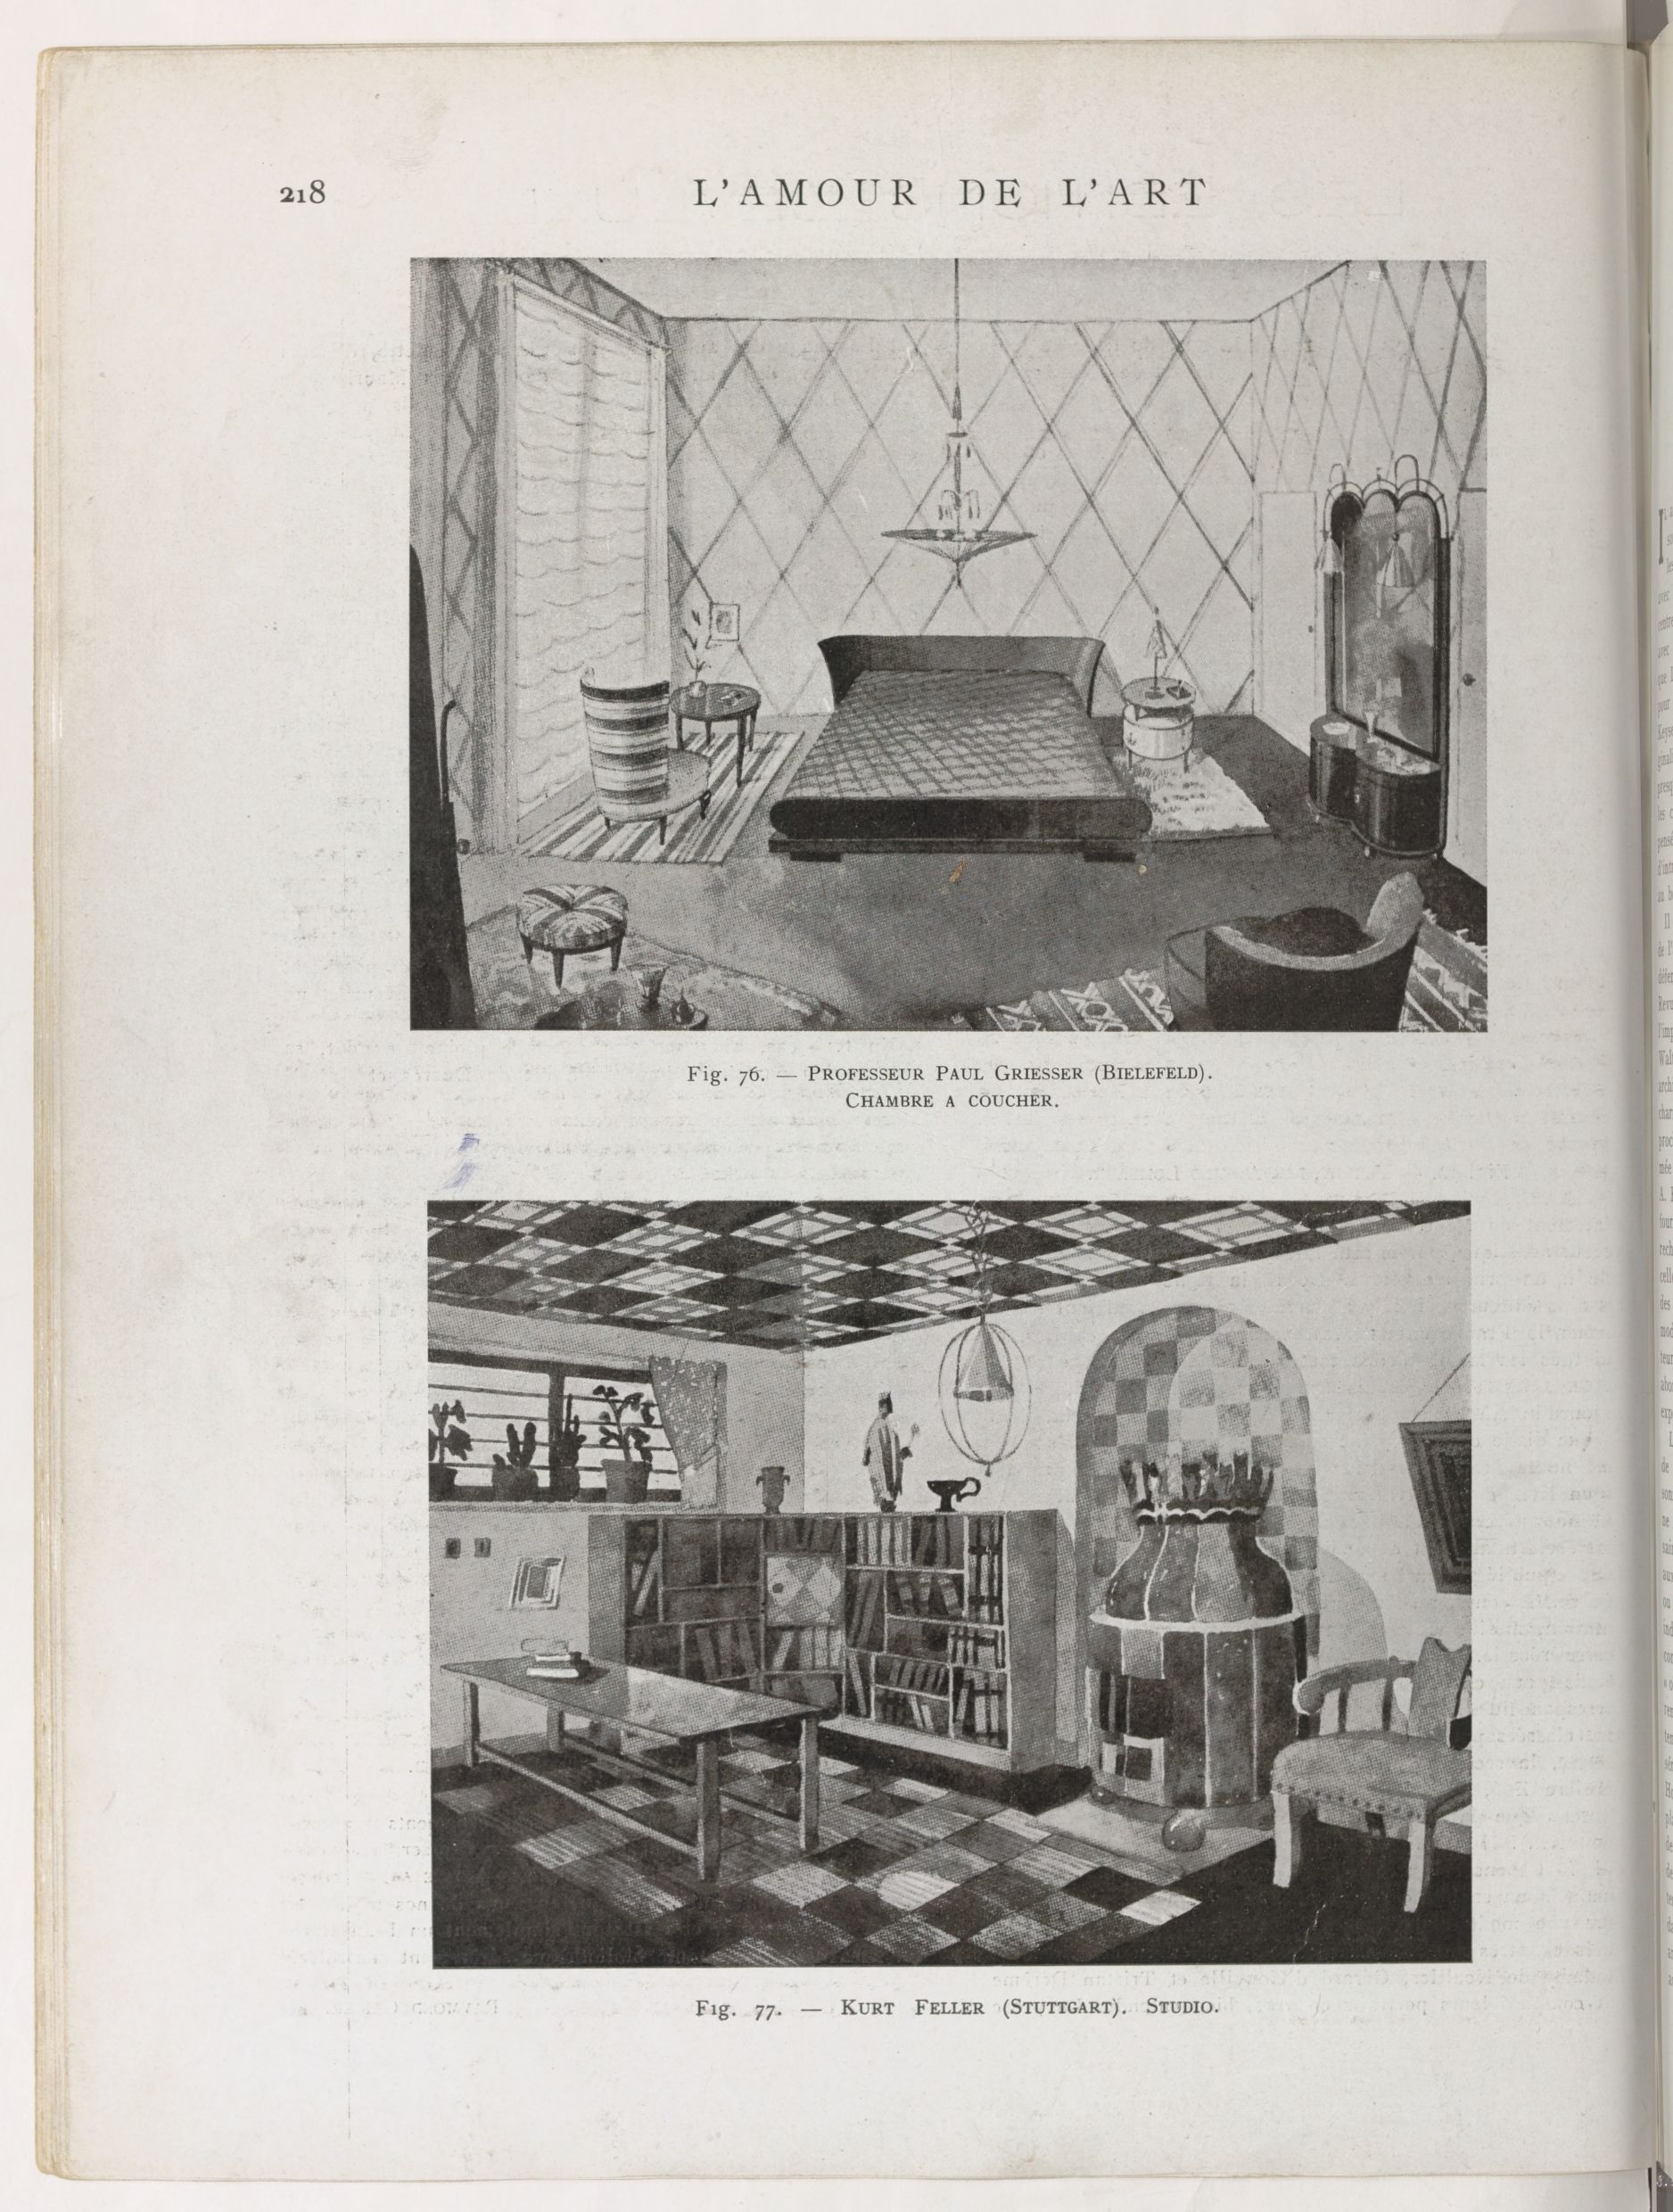 218
L'AMOUR DE L'ART
Fig. 76. — PROFESSEUR PAUL GRIESSER (BIELEFELD).
CHAMBRE A COUCHER.
Fig. 77. — KURT FELLER (STUTTGART). STUDIO.